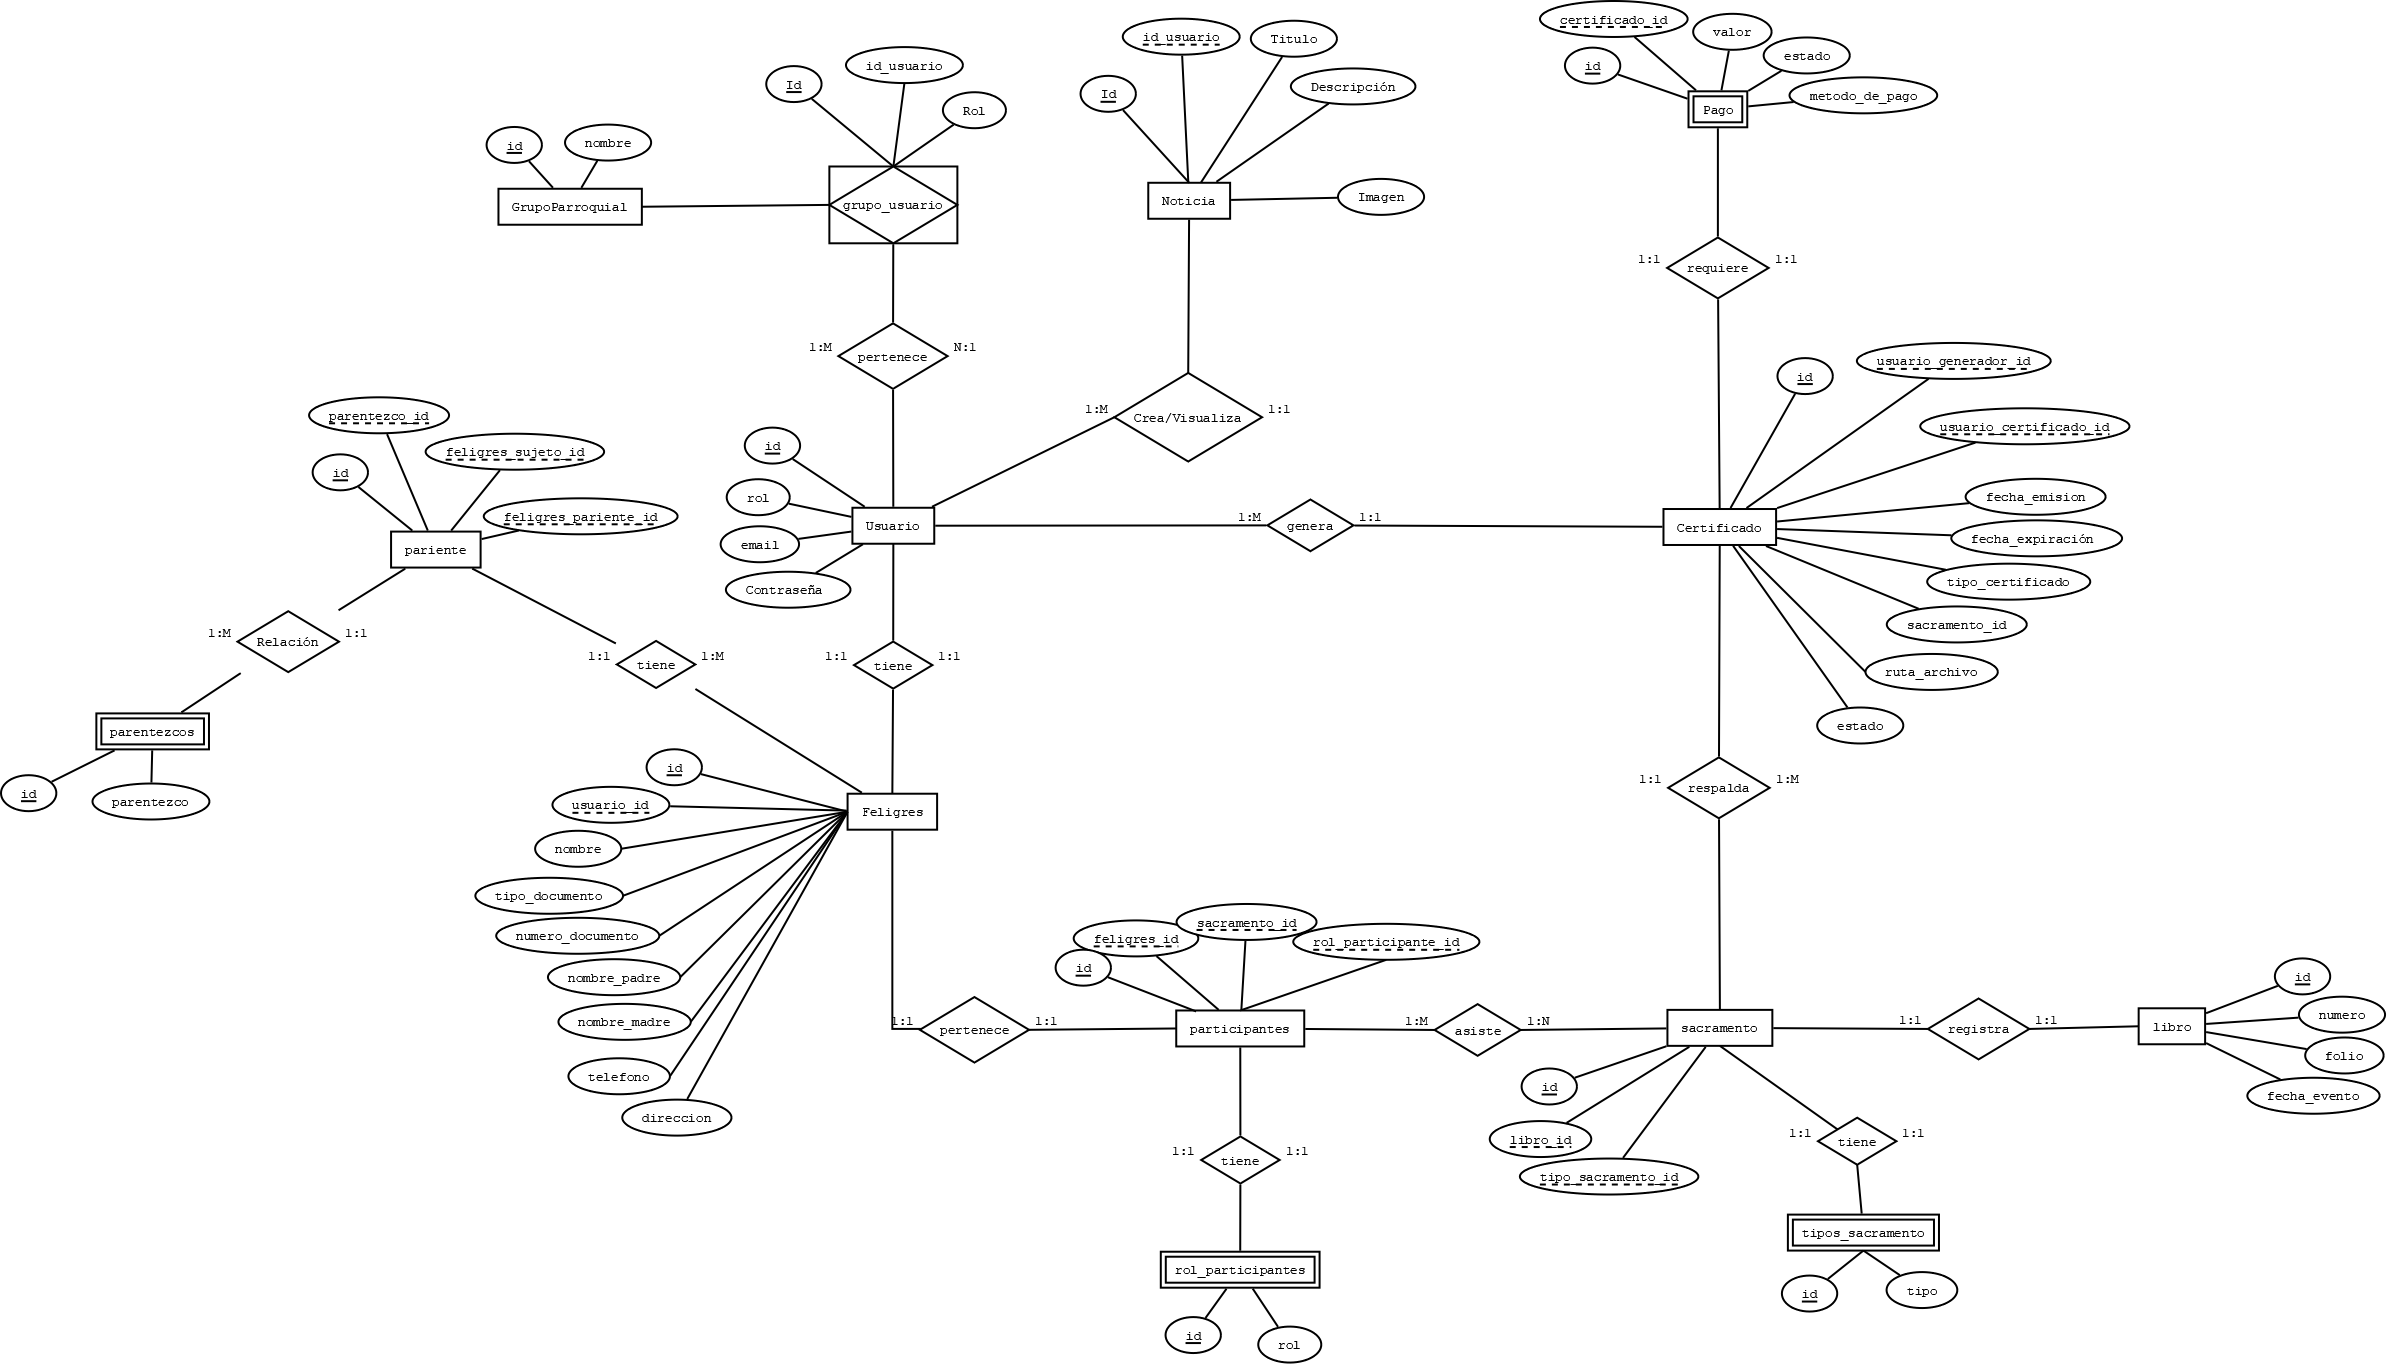 certificado_id
valor
estado
id
metodo_de_pago
Pago
id_usuario
Titulo
Id
Descripción
Imagen
Noticia
Id
id_usuario
Rol
grupo_usuario
id
nombre
GrupoParroquial
1:1
requiere
1:1
1:M
pertenece
N:1
1:M
Crea/Visualiza
1:1
id
usuario_generador_id
usuario_certificado_id
fecha_emision
fecha_expiración
tipo_certificado
sacramento_id
ruta_archivo
estado
Certificado
parentezco_id
feligres_sujeto_id
id
feligres_pariente_id
pariente
id
rol
email
Contraseña
Usuario
1:M
genera
1:1
1:M
Relación
1:1
1:1
tiene
1:M
1:1
tiene
1:1
parentezcos
id
parentezco
id
usuario_id
nombre
tipo_documento
numero_documento
nombre_padre
nombre_madre
telefono
direccion
Feligres
1:1
respalda
1:M
feligres_id
sacramento_id
rol_participante_id
id
1:1
pertenece
1:1
participantes
1:M
asiste
1:N
sacramento
1:1
registra
1:1
libro
id
numero
folio
fecha_evento
id
libro_id
tipo_sacramento_id
1:1
tiene
1:1
1:1
tiene
1:1
tipos_sacramento
id
tipo
rol_participantes
id
rol